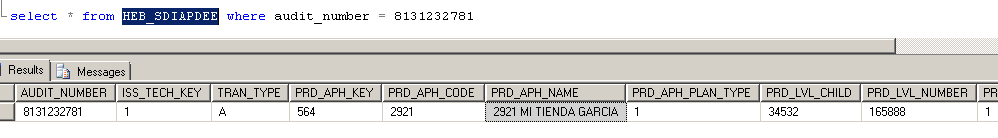 select * from HEB_SDIAPDEE where audit_number = 8131232781
Results Messages
AUDIT_NUMBER ISS_TECH_KEY TRAN_TYPE PRD_APH_KEY PRD_APH_CODE PRD_APH_NAME PRD_APH_PLAN_TYPE PRD_LVL_CHILD PRD_LVL_NUMBER PR
8131232781 1 A 564 2921 2921 MI TIENDA GARCIA 1 34532 165888 1